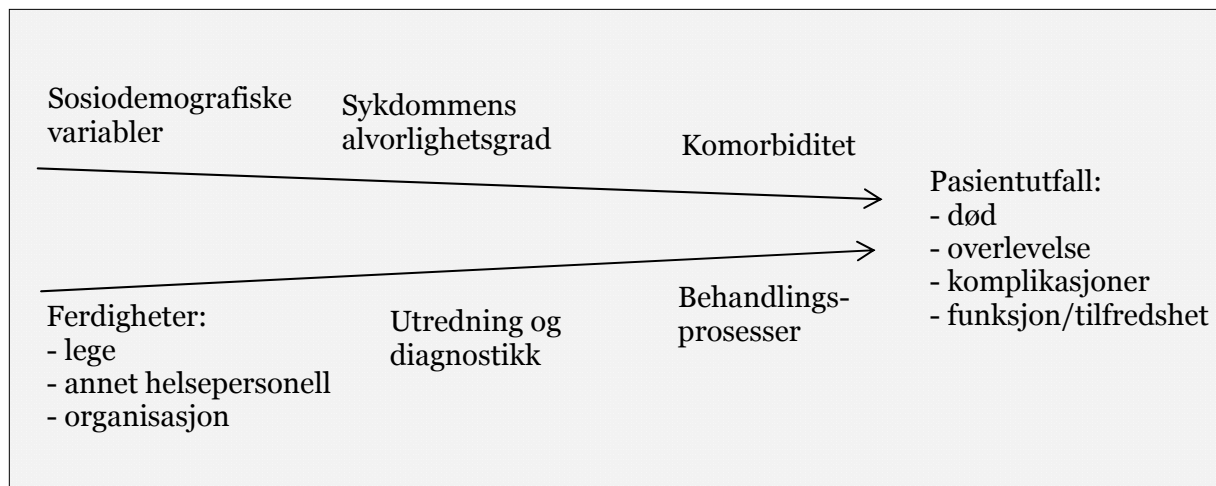 Sosiodemografiske
variabler
Sykdommens
alvorlighetsgrad
Komorbiditet
Pasientutfall:
- død
- overlevelse
- komplikasjoner
- funksjon/tilfredshet
Ferdigheter:
- lege
- annet helsepersonell
- organisasjon
Utredning og
diagnostikk
Behandlings-
prosesser